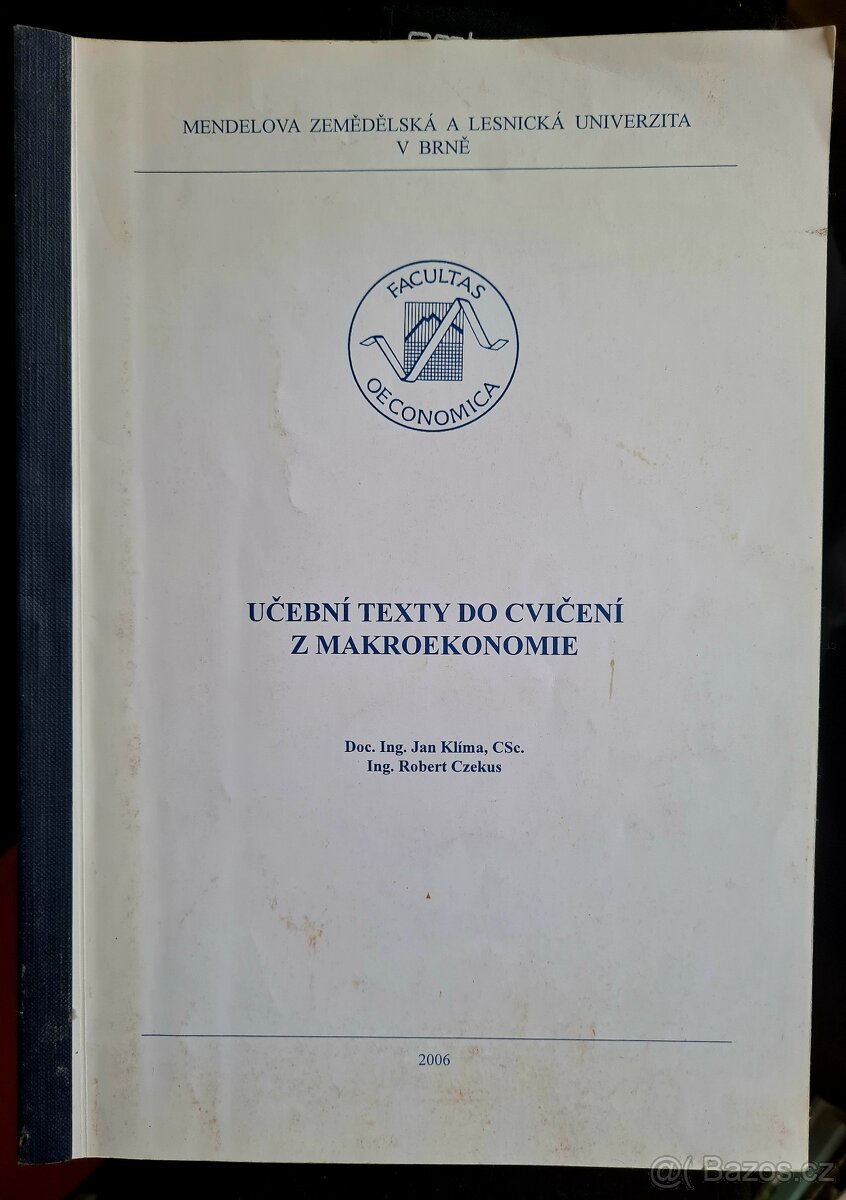 MENDELOVA ZEMĚDĚLSKÁ A LESNICKÁ UNIVERZITA
V BRNĚ
FACULTAS
OECONOMICA
UČEBNÍ TEXTY DO CVIČENÍ
Z MAKROEKONOMIE
Doc. Ing. Jan Klíma, CSc.
Ing. Robert Czekus
2006
@( Bazos.cz